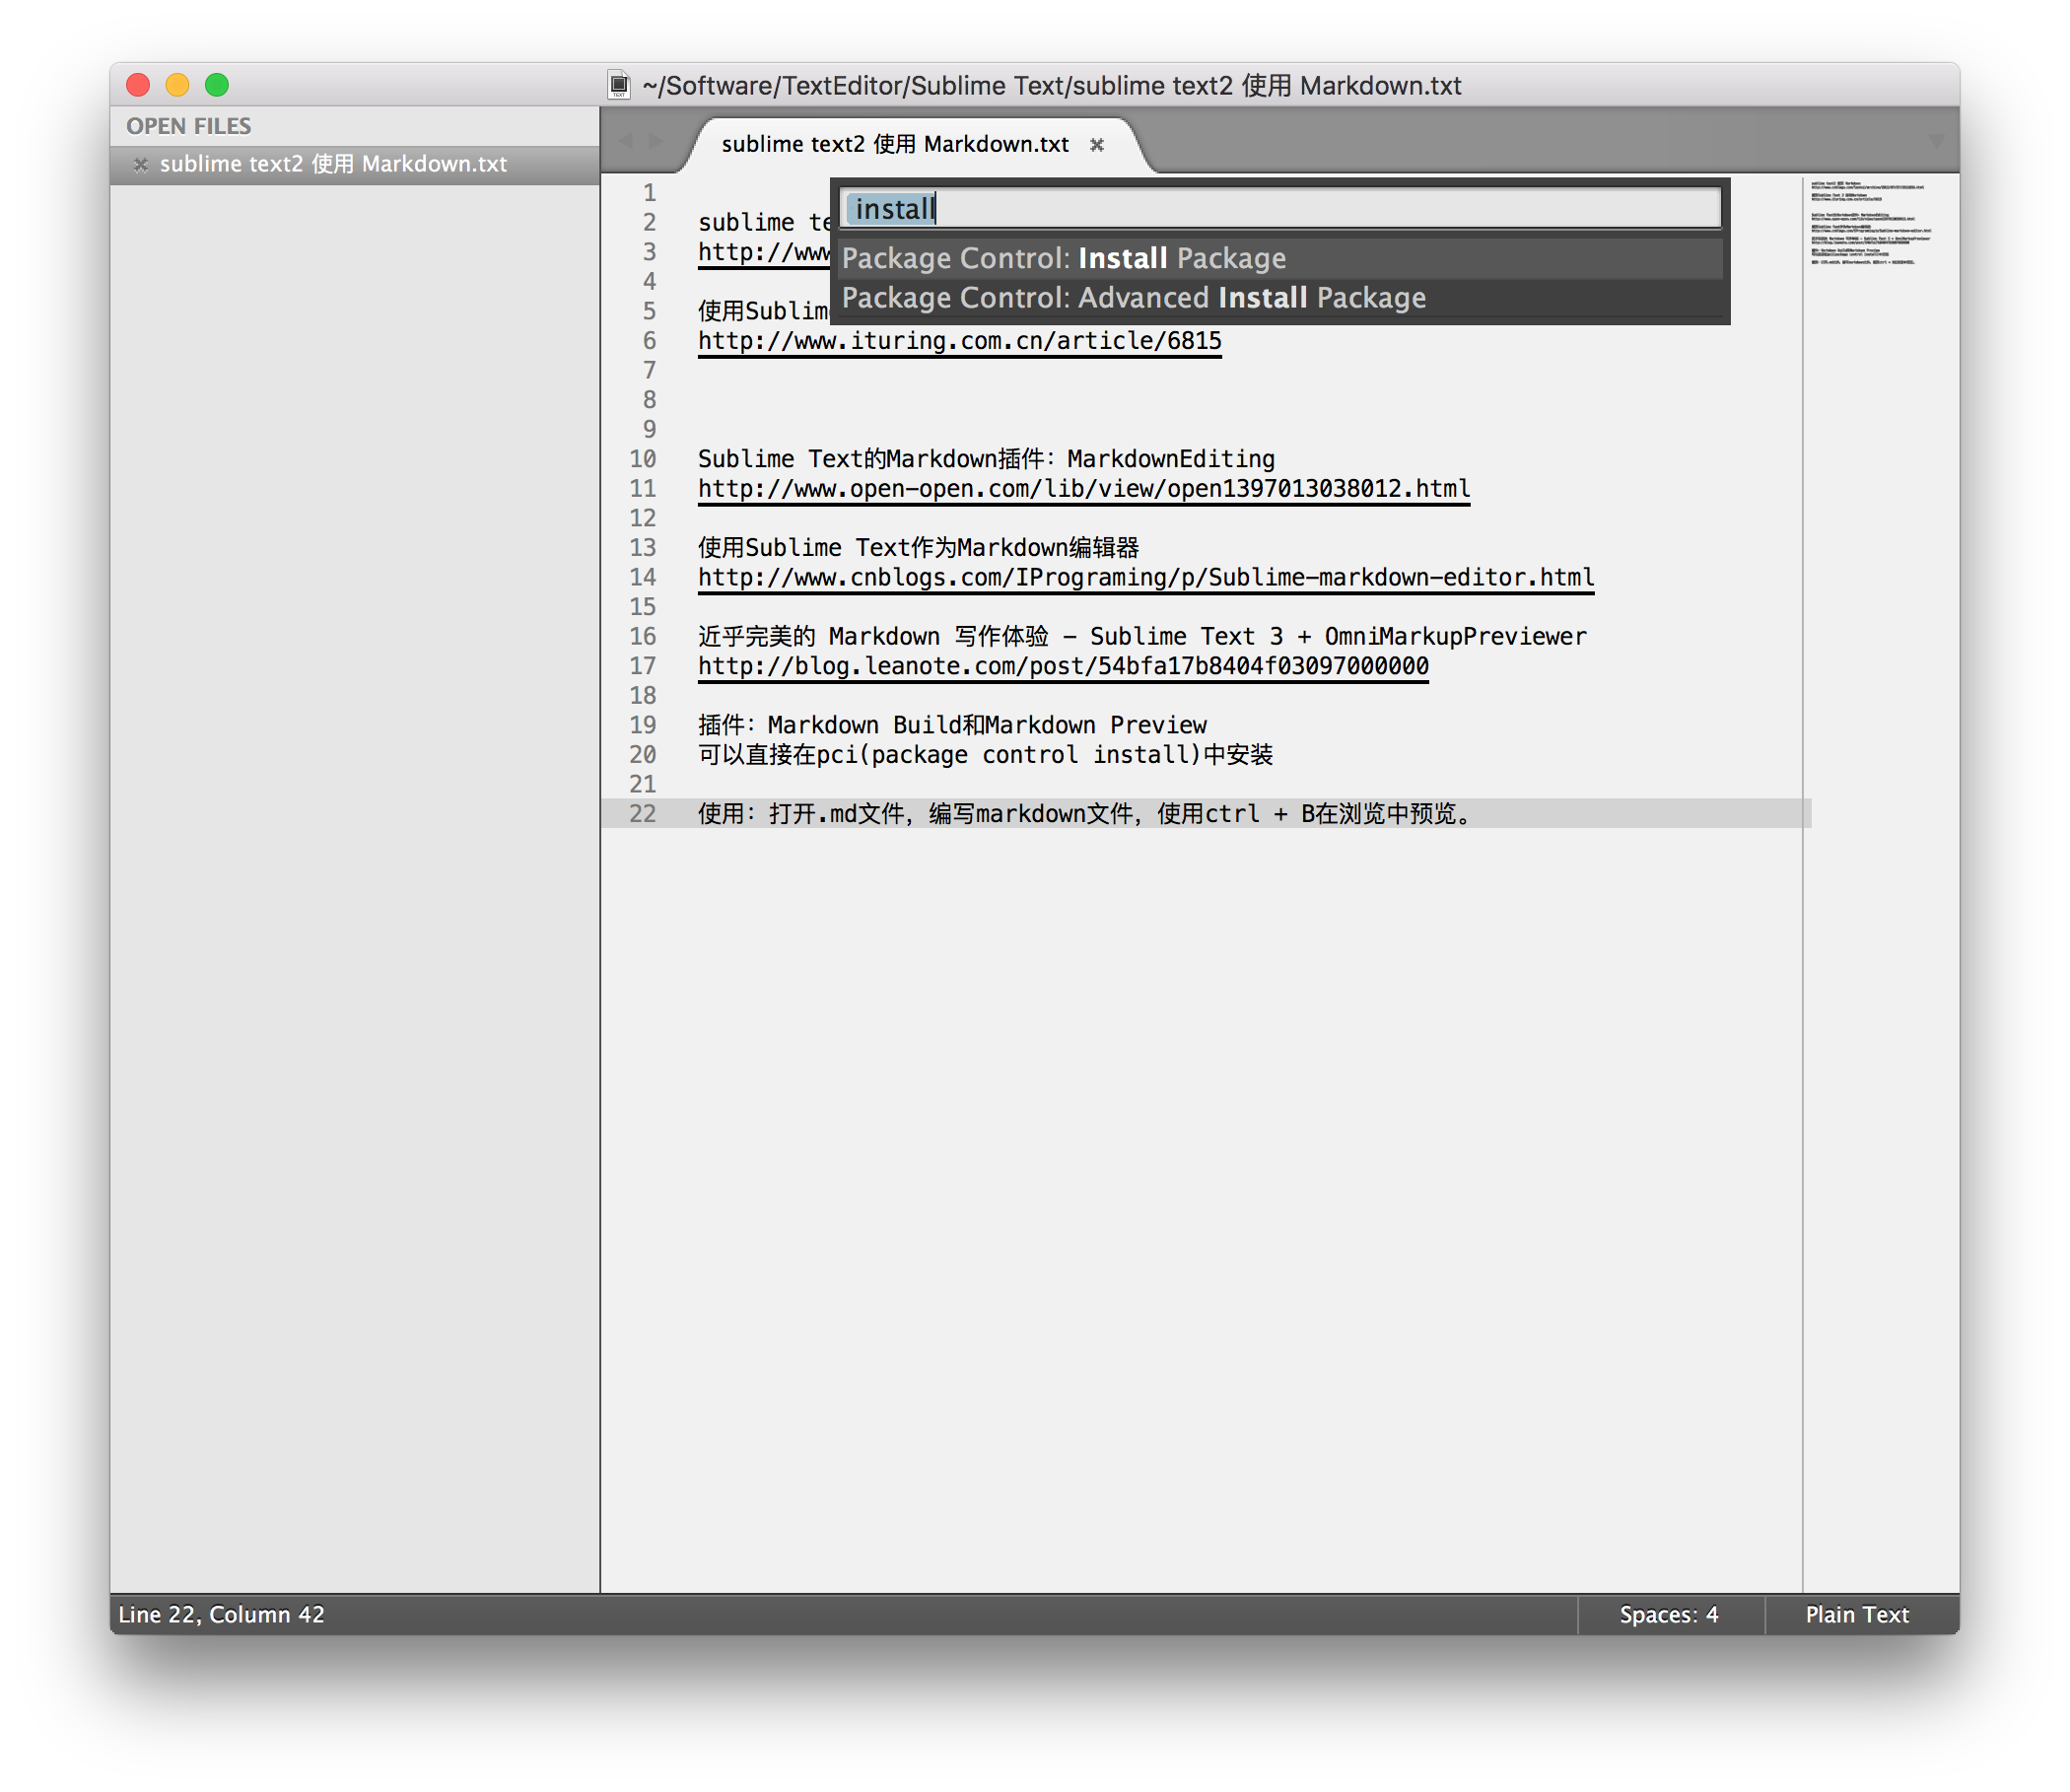 ~/Software/TextEditor/Sublime Text/sublime text2 使用 Markdown.txt
OPEN FILES
sublime text2 使用 Markdown.txt
sublime text2 使用 Markdown.txt
install
Package Control: Install Package
Package Control: Advanced Install Package
1
2 sublime te
3 http://www
4
5 使用Sublim
6 http://www.ituring.com.cn/article/6815
7
8
9
10 Sublime Text的Markdown插件：MarkdownEditing
11 http://www.open-open.com/lib/view/open1397013038012.html
12
13 使用Sublime Text作为Markdown编辑器
14 http://www.cnblogs.com/IPrograming/p/Sublime-markdown-editor.html
15
16 近乎完美的 Markdown 写作体验 - Sublime Text 3 + OmniMarkupPreviewer
17 http://blog.leanote.com/post/54bfa17b8404f03097000000
18
19 插件：Markdown Build和Markdown Preview
20 可以直接在pci(package control install)中安装
21
22 使用：打开.md文件，编写markdown文件，使用ctrl + B在浏览中预览。
Line 22, Column 42
Spaces: 4
Plain Text